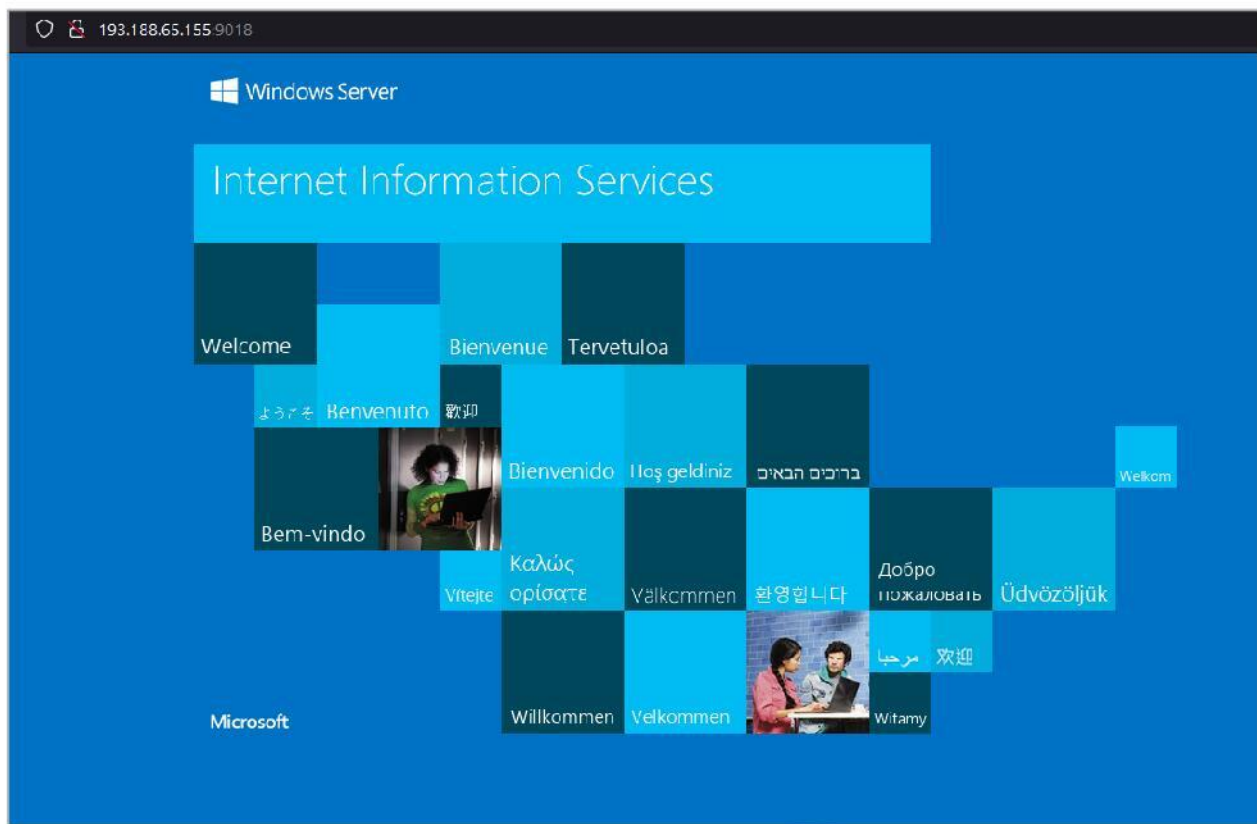 193.188.65.155:9018
Windows Server
Internet Information Services
Welcome
Bienvenue
Tervetuloa
ようこそ
Benvenuto
歡迎
Bienvenido
Hoş geldiniz
ברוכים הבאים
Welkom
Bem-vindo
Vítejte
Καλώς
ορίσατε
Välkommen
환영합니다
Добро
пожаловать
Üdvözöljük
مرحبا
欢迎
Microsoft
Willkommen
Velkommen
Witamy